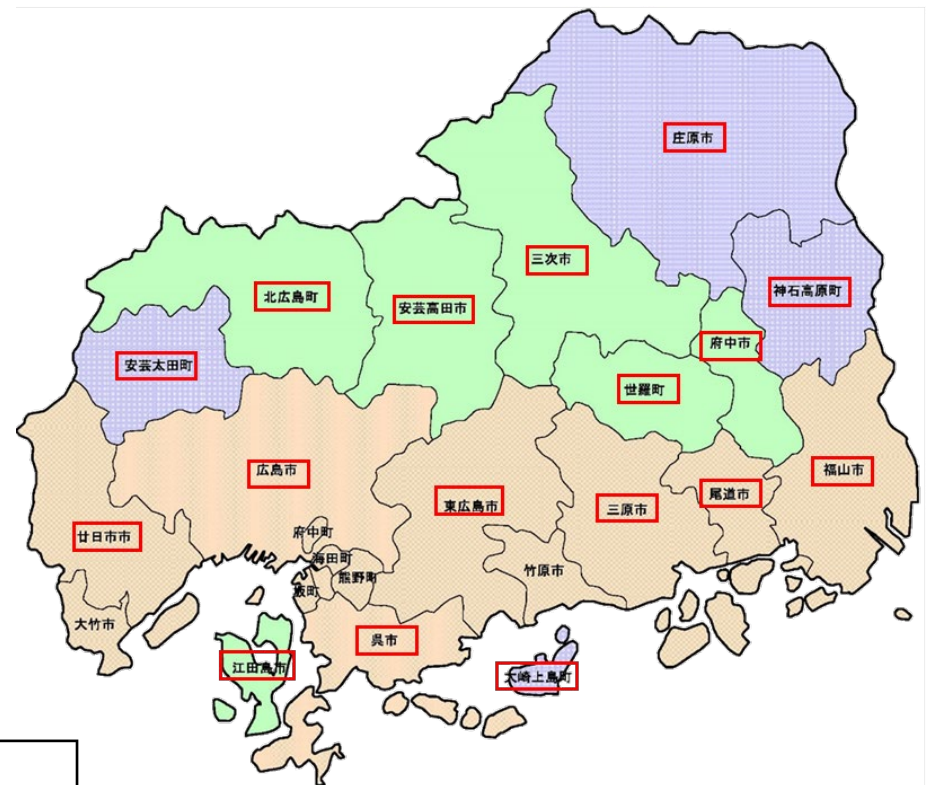 庄原市
三次市
神石高原町
北広島町
安芸高田市
府中市
安芸太田町
世羅町
広島市
福山市
東広島市
尾道市
三原市
府中町
廿日市市
海田町
熊野町
竹原市
坂町
大竹市
呉市
江田島市
大崎上島町